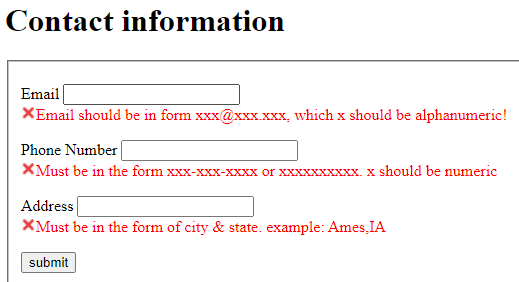 Contact information
Email
Email should be in form xxx@xxx.xxx, which x should be alphanumeric!
Phone Number
Must be in the form xxx-xxx-xxxx or xxxxxxxxxx. x should be numeric
Address
Must be in the form of city & state. example: Ames,IA
submit